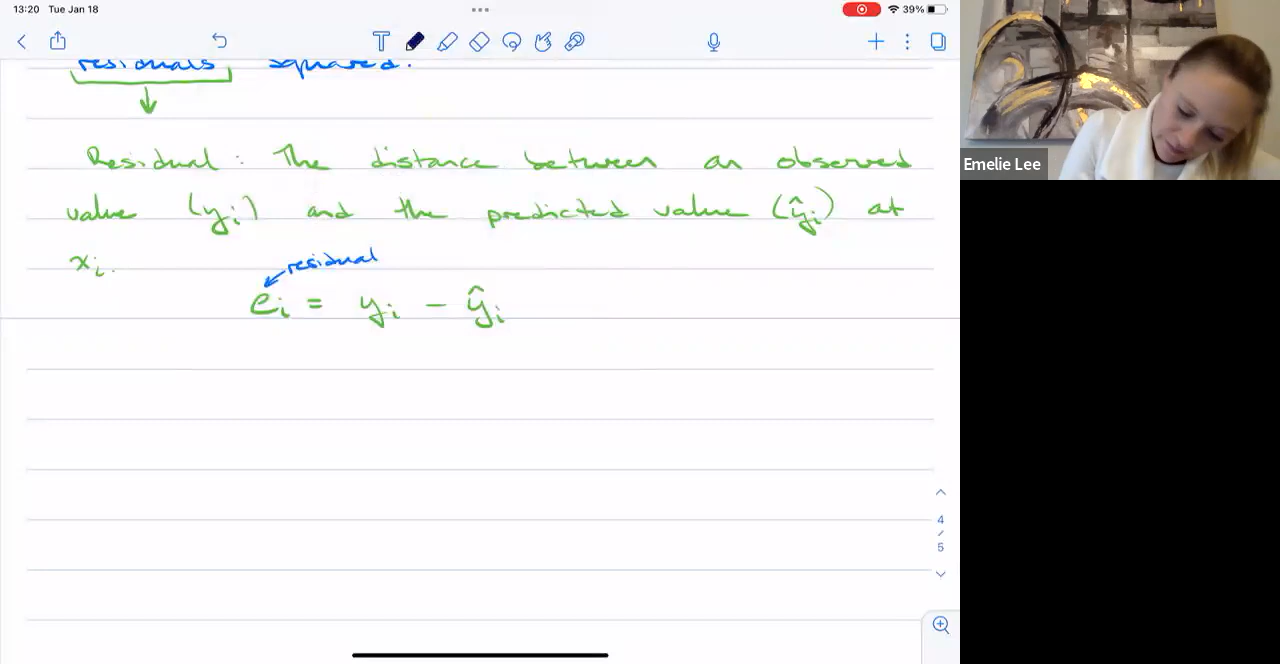 13:20 Tue Jan 18
39%
residuals squared.
Residual: The distance between an observed
value (yᵢ) and the predicted value (ŷᵢ) at
xᵢ.
residual
eᵢ = yᵢ − ŷᵢ
4
/
5
Emelie Lee